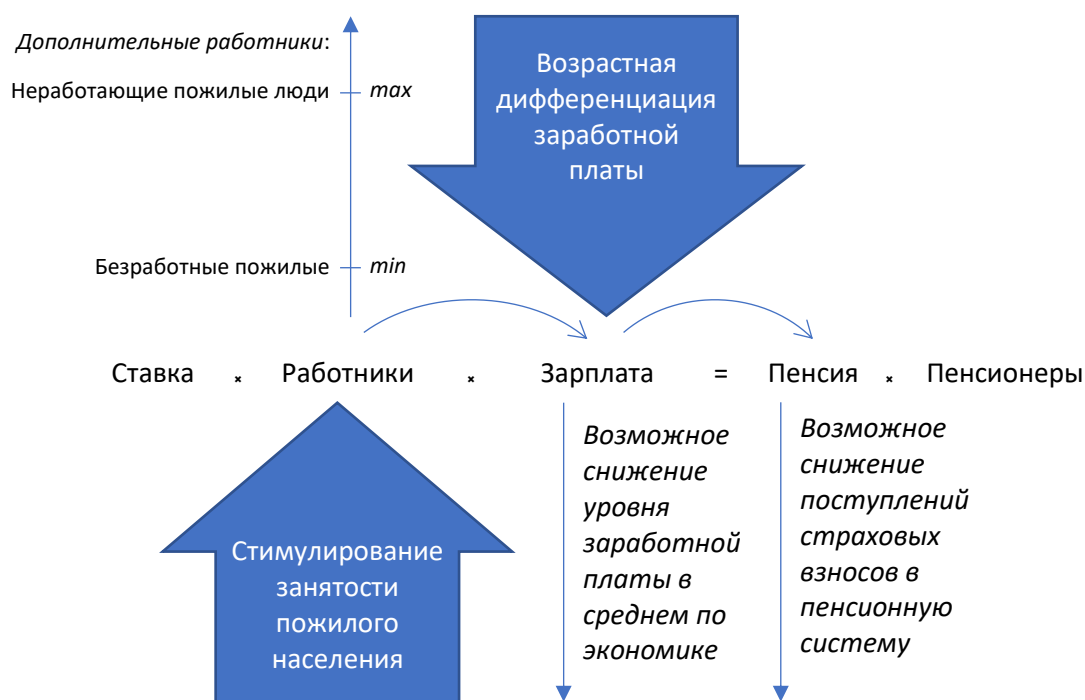 Дополнительные работники:
Неработающие пожилые люди
max
Безработные пожилые
min
Возрастная
дифференциация
заработной
платы
Ставка × Работники × Зарплата = Пенсия × Пенсионеры
Стимулирование
занятости
пожилого
населения
Возможное
снижение
уровня
заработной
платы в
среднем по
экономике
Возможное
снижение
поступлений
страховых
взносов в
пенсионную
систему